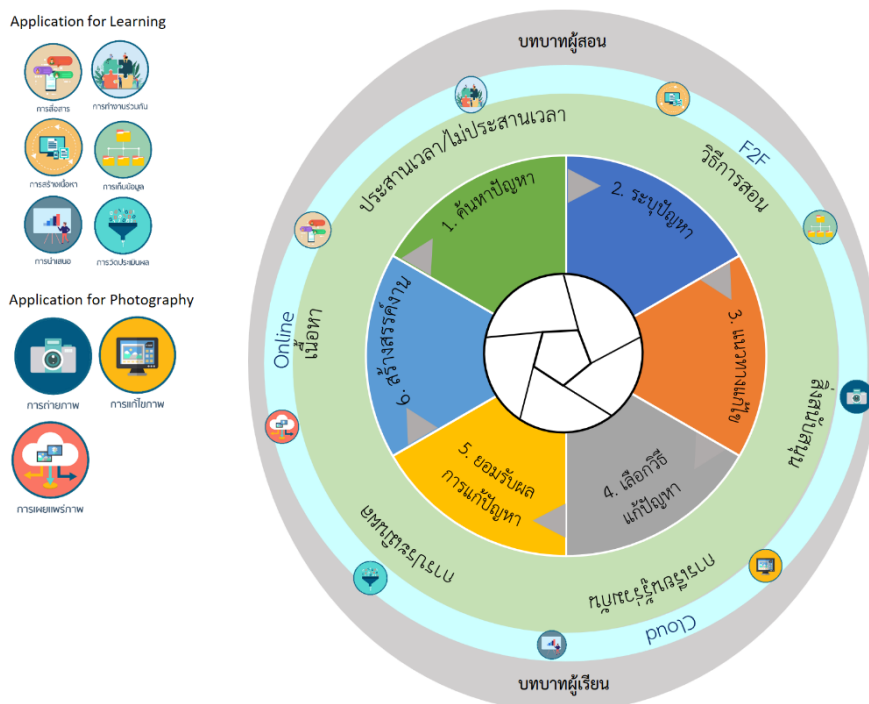 Application for Learning
การสื่อสาร
การทำงานร่วมกัน
การสร้างเนื้อหา
การเก็บข้อมูล
การนำเสนอ
การวัดประเมินผล
Application for Photography
การถ่ายภาพ
การแก้ไขภาพ
การเผยแพร่ภาพ
บทบาทผู้สอน
F2F
Cloud
Online
ประสานเวลา/ไม่ประสานเวลา
วิธีการสอน
สิ่งสนับสนุน
การเรียนรู้ร่วมกัน
การประเมินผล
เนื้อหา
1. ค้นหาปัญหา
2. ระบุปัญหา
3. แนวทางแก้ไข
4. เลือกวิธี
แก้ปัญหา
5. ยอมรับผล
การแก้ปัญหา
6. สร้างสรรค์งาน
บทบาทผู้เรียน